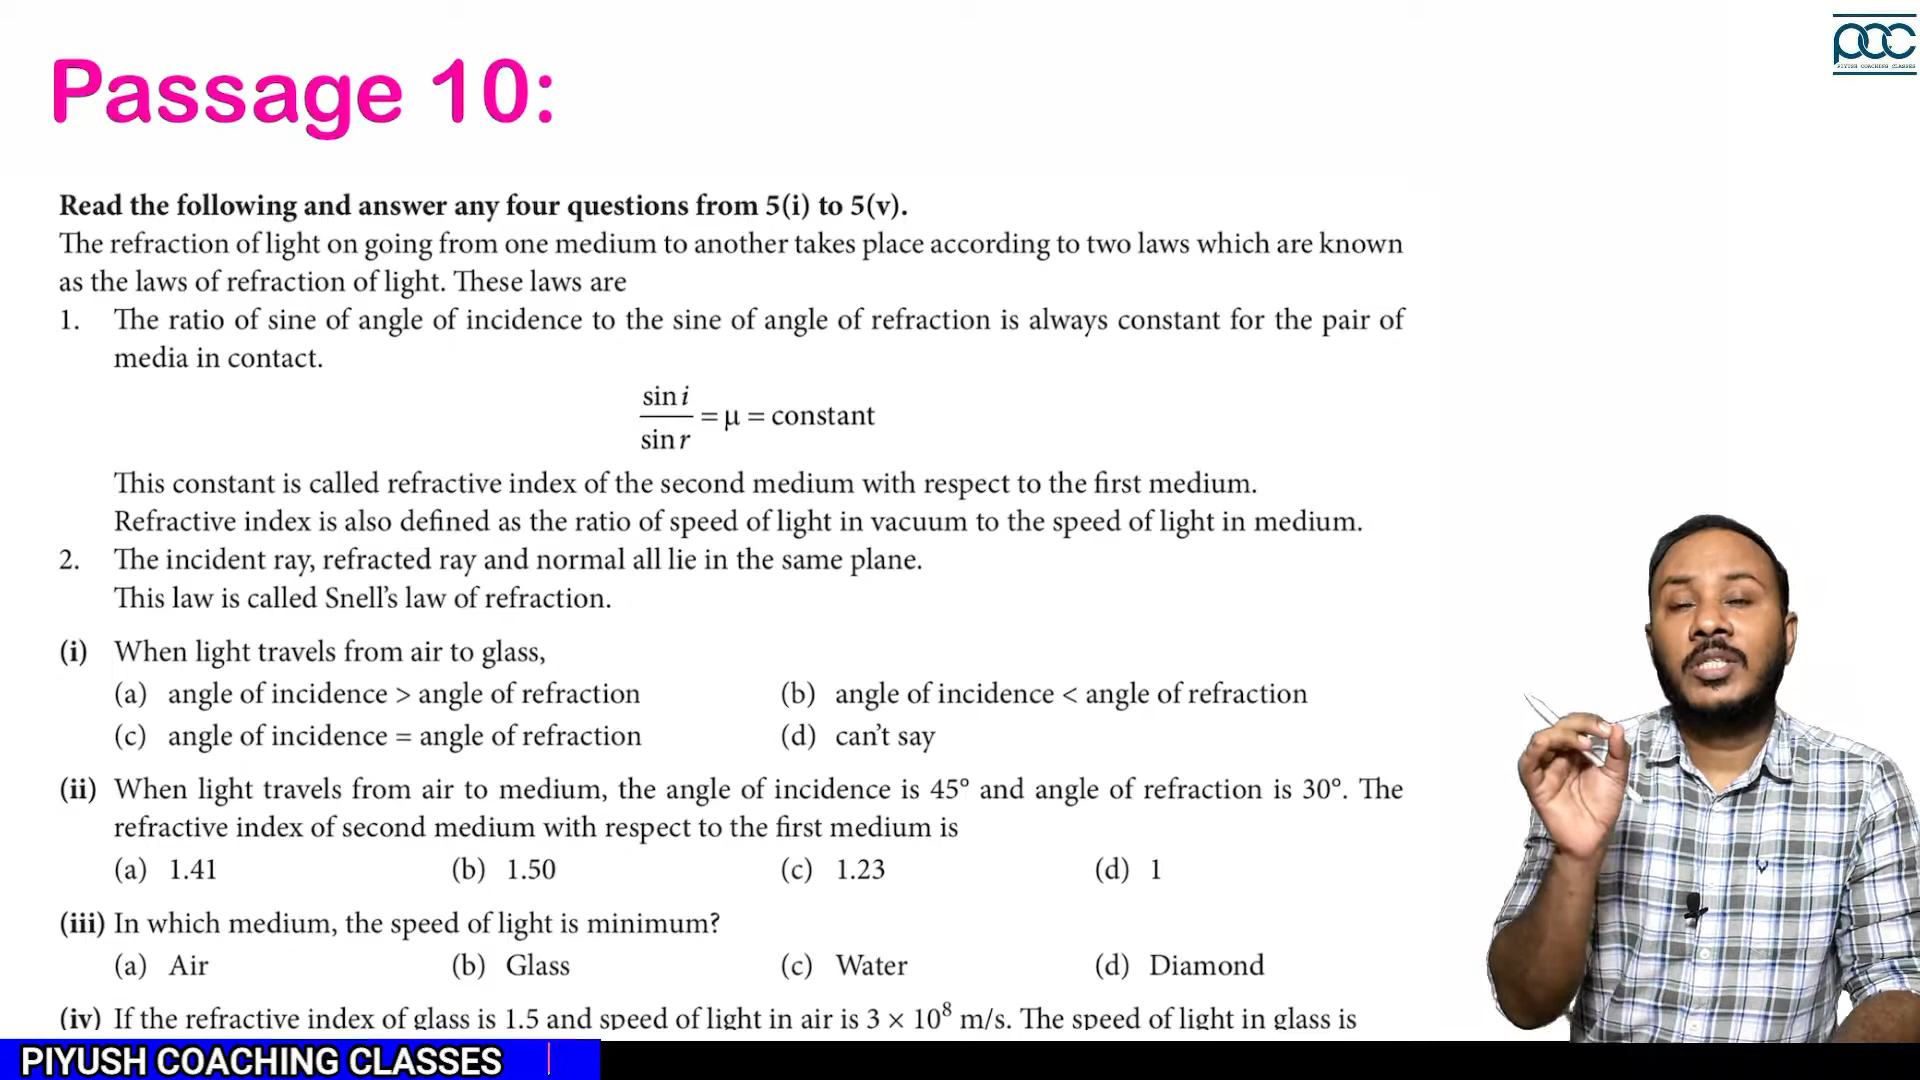 Passage 10:
pcc
PIYUSH COACHING CLASSES
Read the following and answer any four questions from 5(i) to 5(v).
The refraction of light on going from one medium to another takes place according to two laws which are known
as the laws of refraction of light. These laws are
1. The ratio of sine of angle of incidence to the sine of angle of refraction is always constant for the pair of
media in contact.
sin i / sin r = μ = constant
This constant is called refractive index of the second medium with respect to the first medium.
Refractive index is also defined as the ratio of speed of light in vacuum to the speed of light in medium.
2. The incident ray, refracted ray and normal all lie in the same plane.
This law is called Snell's law of refraction.
(i) When light travels from air to glass,
(a) angle of incidence > angle of refraction (b) angle of incidence < angle of refraction
(c) angle of incidence = angle of refraction (d) can't say
(ii) When light travels from air to medium, the angle of incidence is 45° and angle of refraction is 30°. The
refractive index of second medium with respect to the first medium is
(a) 1.41 (b) 1.50 (c) 1.23 (d) 1
(iii) In which medium, the speed of light is minimum?
(a) Air (b) Glass (c) Water (d) Diamond
(iv) If the refractive index of glass is 1.5 and speed of light in air is 3 × 10⁸ m/s. The speed of light in glass is
PIYUSH COACHING CLASSES